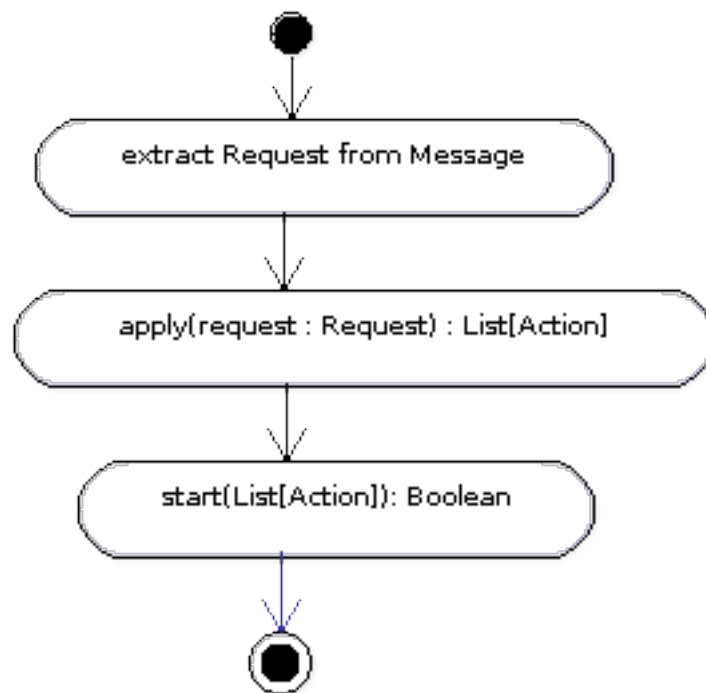 extract Request from Message
apply(request : Request) : List[Action]
start(List[Action]): Boolean